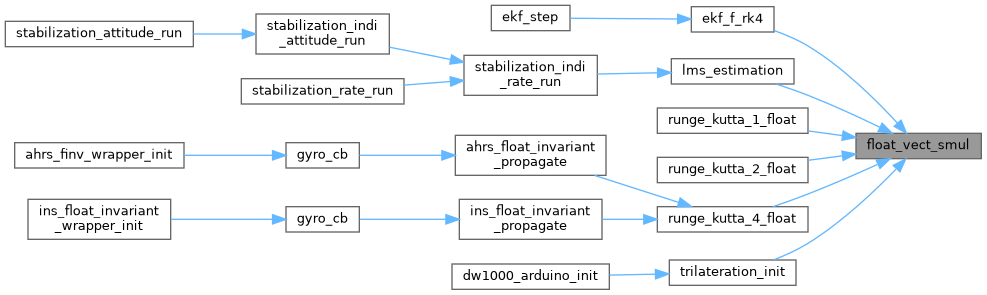 ekf_step
ekf_f_rk4
stabilization_attitude_run
stabilization_indi
_attitude_run
stabilization_indi
_rate_run
lms_estimation
stabilization_rate_run
runge_kutta_1_float
float_vect_smul
ahrs_finv_wrapper_init
gyro_cb
ahrs_float_invariant
_propagate
runge_kutta_2_float
ins_float_invariant
_wrapper_init
gyro_cb
ins_float_invariant
_propagate
runge_kutta_4_float
dw1000_arduino_init
trilateration_init